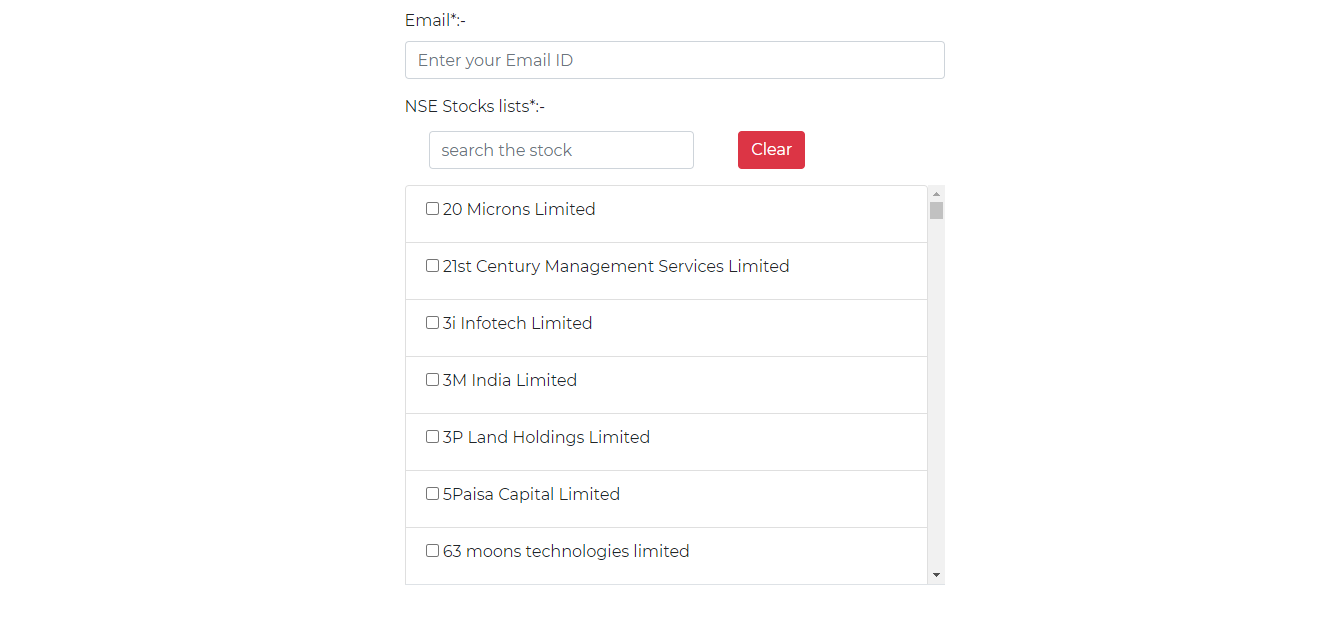 Email*:-
Enter your Email ID
NSE Stocks lists*:-
search the stock
Clear
20 Microns Limited
21st Century Management Services Limited
3i Infotech Limited
3M India Limited
3P Land Holdings Limited
5Paisa Capital Limited
63 moons technologies limited